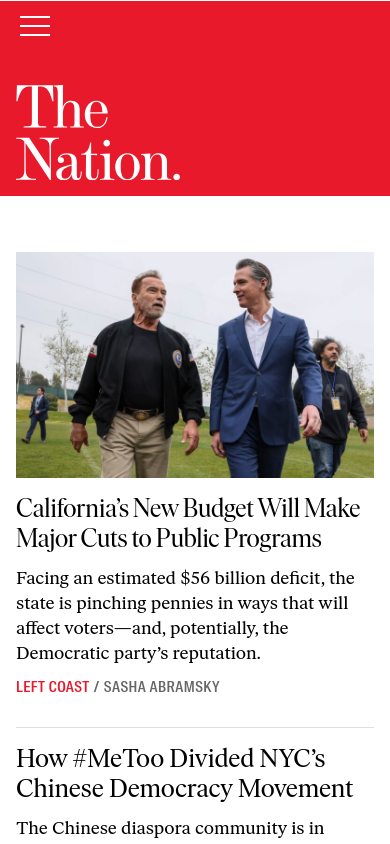 The
Nation.
California’s New Budget Will Make
Major Cuts to Public Programs
Facing an estimated $56 billion deficit, the
state is pinching pennies in ways that will
affect voters—and, potentially, the
Democratic party’s reputation.
LEFT COAST / SASHA ABRAMSKY
How #MeToo Divided NYC’s
Chinese Democracy Movement
The Chinese diaspora community is in